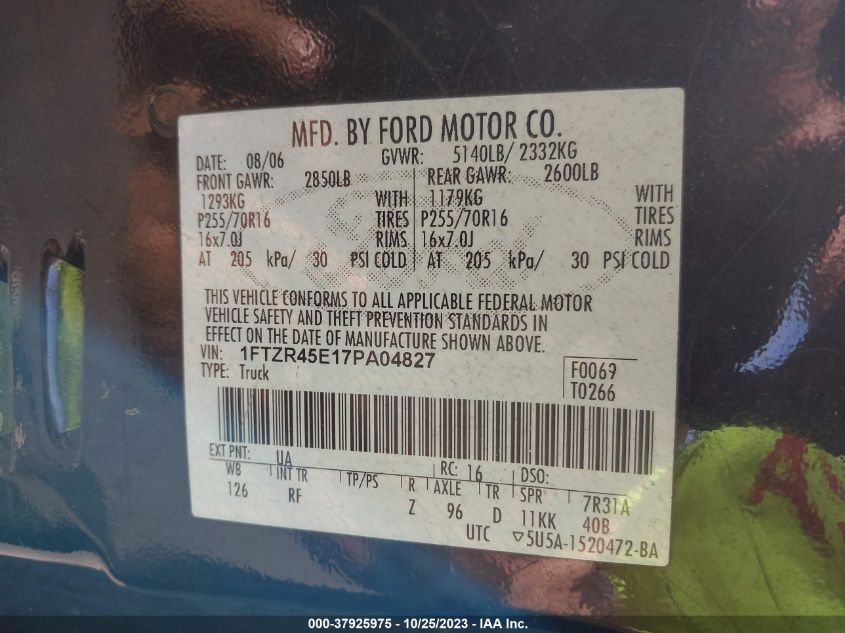 MFD. BY FORD MOTOR CO.
DATE: 08/06 GVWR: 5140LB/ 2332KG
FRONT GAWR: 2850LB REAR GAWR: 2600LB
1293KG WITH 1179KG WITH
P255/70R16 TIRES P255/70R16 TIRES
16x7.0J RIMS 16x7.0J RIMS
AT 205 kPa/ 30 PSI COLD AT 205 kPa/ 30 PSI COLD
THIS VEHICLE CONFORMS TO ALL APPLICABLE FEDERAL MOTOR
VEHICLE SAFETY AND THEFT PREVENTION STANDARDS IN
EFFECT ON THE DATE OF MANUFACTURE SHOWN ABOVE.
VIN: 1FTZR45E17PA04827
TYPE: Truck
F0069
T0266
EXT PNT: UA RC: 16 DSO:
WB INT TR TP/PS R AXLE TR SPR 7R31A
126 RF Z 96 D 11KK 40B
UTC ▽5U5A-1520472-BA
000-37925975 - 10/25/2023 - IAA Inc.